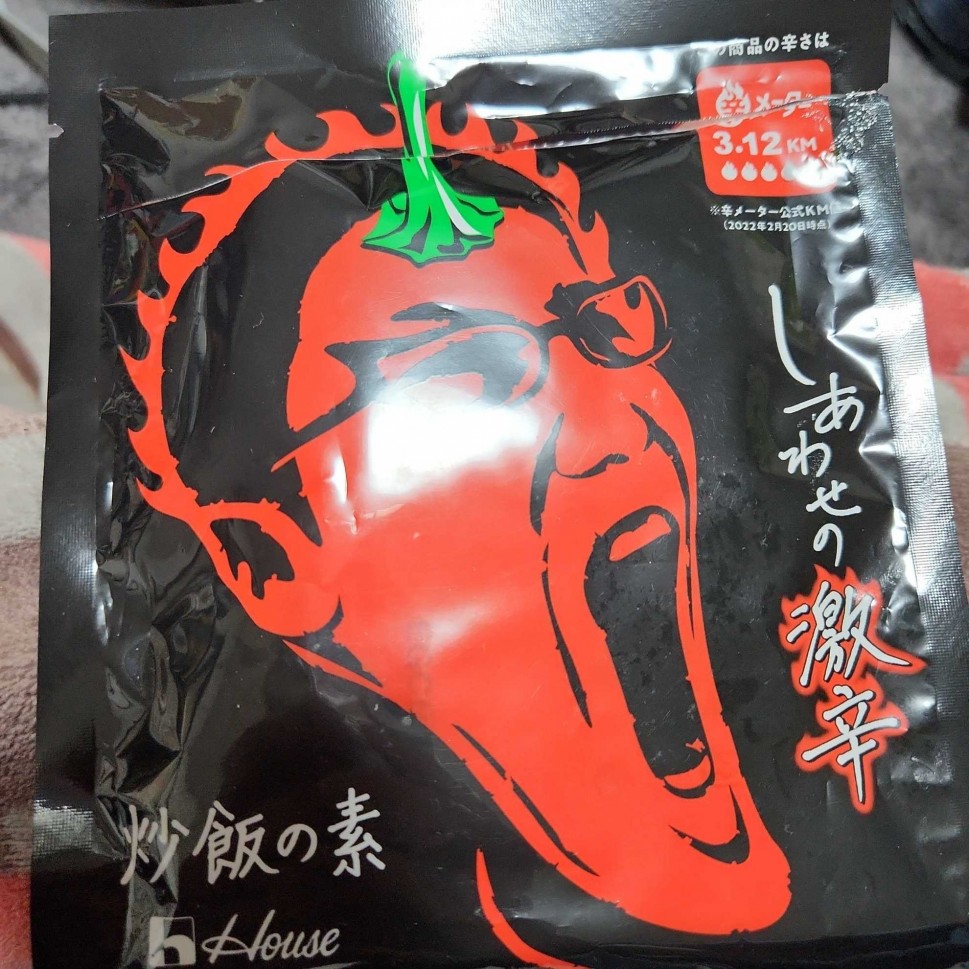 商品の辛さは
辛メーター
3.12 KM
※辛メーター公式KM
(2022年2月20日時点)
しあわせの激辛
炒飯の素
House